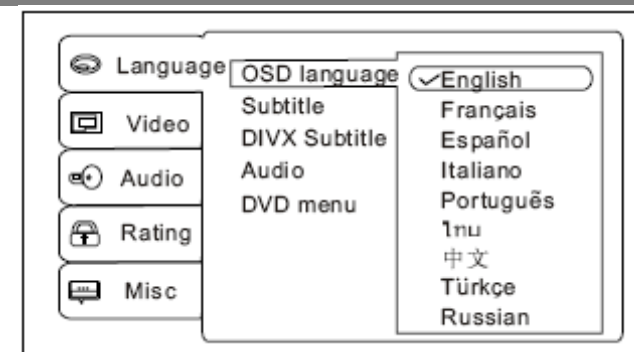 Language
Video
Audio
Rating
Misc
OSD language
Subtitle
DIVX Subtitle
Audio
DVD menu
✓English
Français
Español
Italiano
Portuguẽs
ไทย
中文
Türkçe
Russian